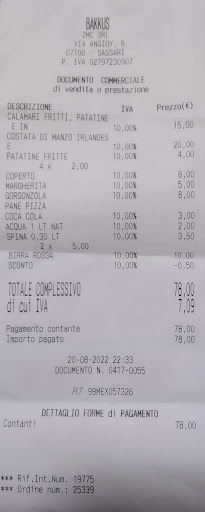 BAKKUS
2MC SRL
VIA ANGIOY, 6
07100 - SASSARI
P. IVA 02797230907
DOCUMENTO COMMERCIALE
di vendita o prestazione
DESCRIZIONE IVA Prezzo(€)
CALAMARI FRITTI, PATATINE
E IN 10,00% 15,00
COSTATA DI MANZO IRLANDES
E 10,00% 20,00
PATATINE FRITTE 10,00% 4,00
4 x 2,00
COPERTO 10,00% 8,00
MARGHERITA 10,00% 5,00
GORGONZOLA 10,00% 8,00
PANE PIZZA
COCA COLA 10,00% 3,00
ACQUA 1 LT NAT 10,00% 2,00
SPINA 0,30 LT 10,00% 3,50
2 x 5,00
BIRRA ROSSA 10,00% 10,00
SCONTO 10,00% -0,50
TOTALE COMPLESSIVO 78,00
di cui IVA 7,09
Pagamento contante 78,00
Importo pagato 78,00
20-08-2022 22:33
DOCUMENTO N. 0417-0055
RT 99MEX057326
DETTAGLIO FORME di PAGAMENTO
Contanti 78,00
*** Rif.Int.Num. 19775
*** Ordine num.: 25339